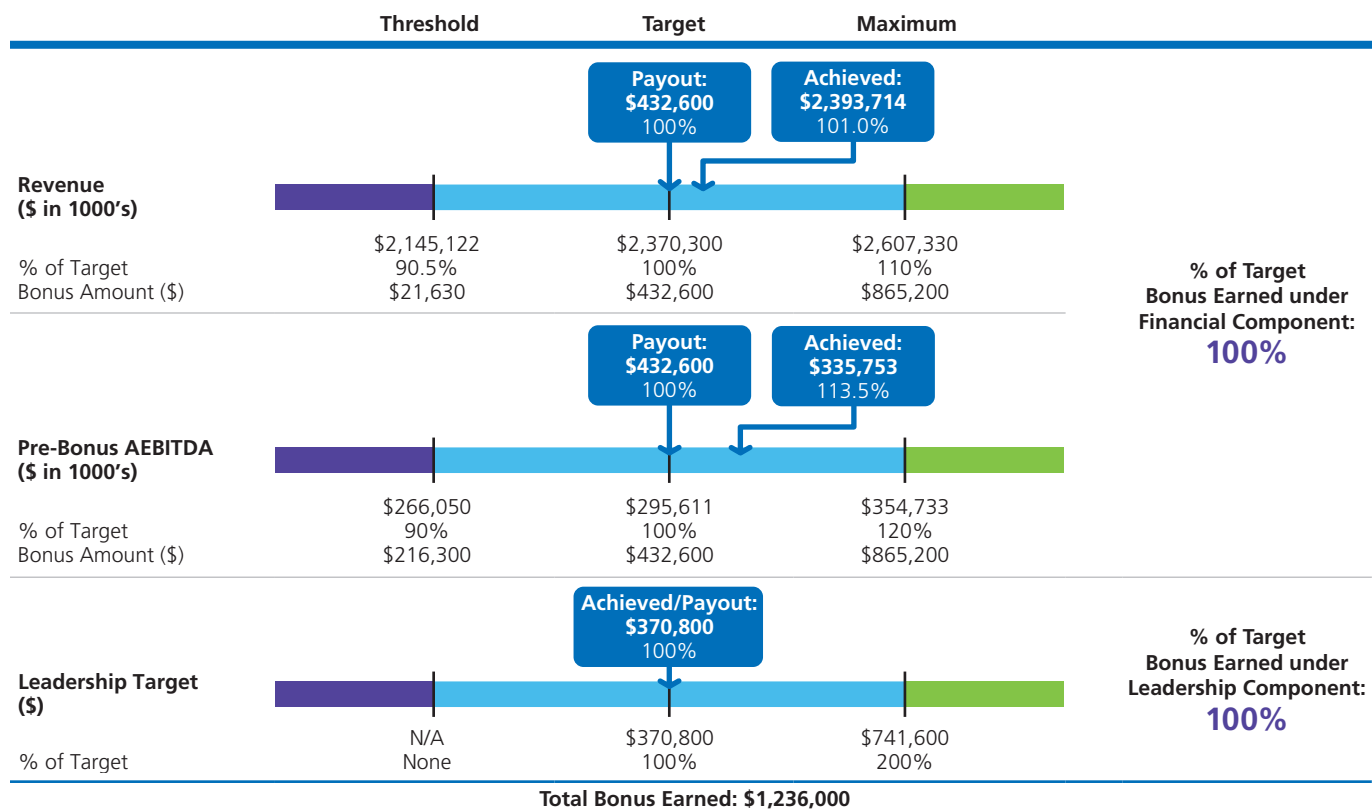 Threshold Target Maximum
Payout:
$432,600
100%
Achieved:
$2,393,714
101.0%
Revenue
($ in 1000's)
$2,145,122 $2,370,300 $2,607,330
% of Target 90.5% 100% 110%
Bonus Amount ($) $21,630 $432,600 $865,200
% of Target
Bonus Earned under
Financial Component:
100%
Payout:
$432,600
100%
Achieved:
$335,753
113.5%
Pre-Bonus AEBITDA
($ in 1000's)
$266,050 $295,611 $354,733
% of Target 90% 100% 120%
Bonus Amount ($) $216,300 $432,600 $865,200
Achieved/Payout:
$370,800
100%
Leadership Target
($)
N/A $370,800 $741,600
% of Target None 100% 200%
% of Target
Bonus Earned under
Leadership Component:
100%
Total Bonus Earned: $1,236,000